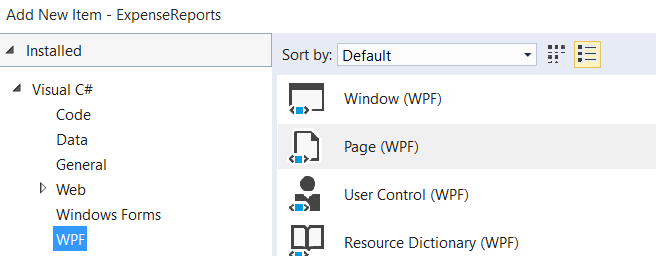 Add New Item - ExpenseReports
Installed
Visual C#
Code
Data
General
Web
Windows Forms
WPF
Sort by: Default
Window (WPF)
Page (WPF)
User Control (WPF)
Resource Dictionary (WPF)